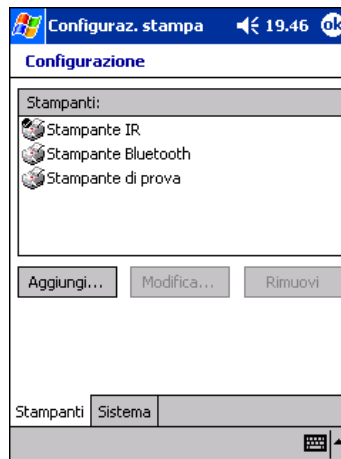 Configuraz. stampa 19.46 ok
Configurazione
Stampanti:
Stampante IR
Stampante Bluetooth
Stampante di prova
Aggiungi... Modifica... Rimuovi
Stampanti Sistema